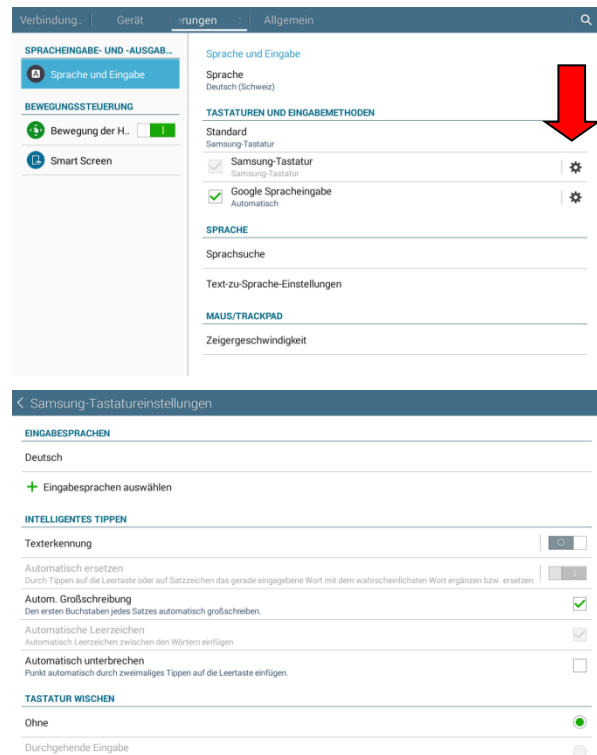 Verbindung.. Gerät erungen Allgemein
SPRACHEINGABE- UND -AUSGAB...
Sprache und Eingabe
BEWEGUNGSSTEUERUNG
Bewegung der H..
Smart Screen
Sprache und Eingabe
Sprache
Deutsch (Schweiz)
TASTATUREN UND EINGABEMETHODEN
Standard
Samsung-Tastatur
Samsung-Tastatur
Samsung-Tastatur
Google Spracheingabe
Automatisch
SPRACHE
Sprachsuche
Text-zu-Sprache-Einstellungen
MAUS/TRACKPAD
Zeigergeschwindigkeit
Samsung-Tastatureinstellungen
EINGABESPRACHEN
Deutsch
+ Eingabesprachen auswählen
INTELLIGENTES TIPPEN
Texterkennung
Automatisch ersetzen
Durch Tippen auf die Leertaste oder auf Satzzeichen das gerade eingegebene Wort mit dem wahrscheinlichsten Wort ergänzen bzw. ersetzen
Autom. Großschreibung
Den ersten Buchstaben jedes Satzes automatisch großschreiben.
Automatische Leerzeichen
Automatisch Leerzeichen zwischen den Wörtern einfügen
Automatisch unterbrechen
Punkt automatisch durch zweimaliges Tippen auf die Leertaste einfügen.
TASTATUR WISCHEN
Ohne
Durchgehende Eingabe